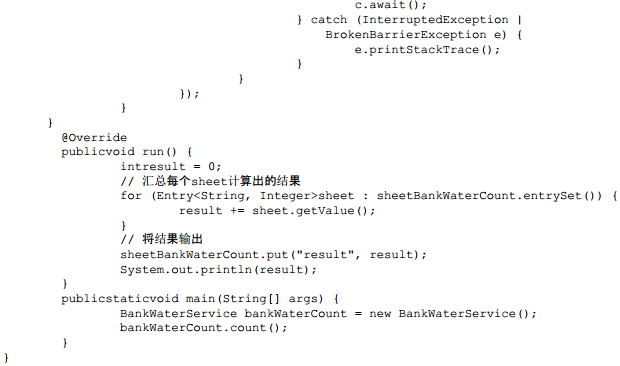 c.await();
} catch (InterruptedException |
BrokenBarrierException e) {
e.printStackTrace();
}
}
});
}
}
@Override
publicvoid run() {
intresult = 0;
// 汇总每个sheet计算出的结果
for (Entry<String, Integer>sheet : sheetBankWaterCount.entrySet()) {
result += sheet.getValue();
}
// 将结果输出
sheetBankWaterCount.put("result", result);
System.out.println(result);
}
publicstaticvoid main(String[] args) {
BankWaterService bankWaterCount = new BankWaterService();
bankWaterCount.count();
}
}